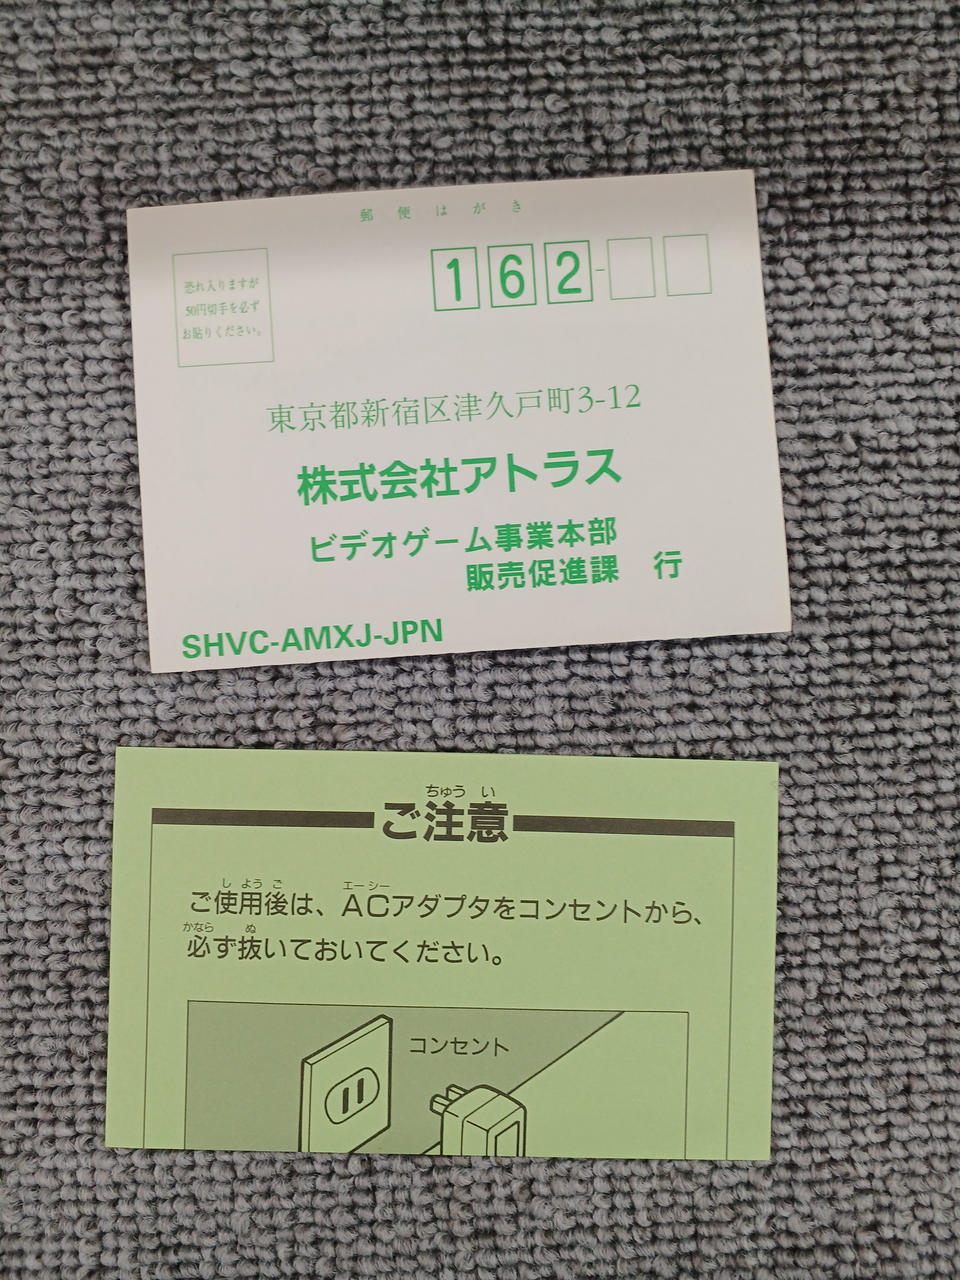 郵便はがき
恐れ入りますが
50円切手を必ず
お貼りください。
162-
東京都新宿区津久戸町3-12
株式会社アトラス
ビデオゲーム事業本部
販売促進課 行
SHVC-AMXJ-JPN
ちゅう い
ご注意
し よう ご エーシー
ご使用後は、ACアダプタをコンセントから、
かなら ぬ
必ず抜いておいてください。
コンセント